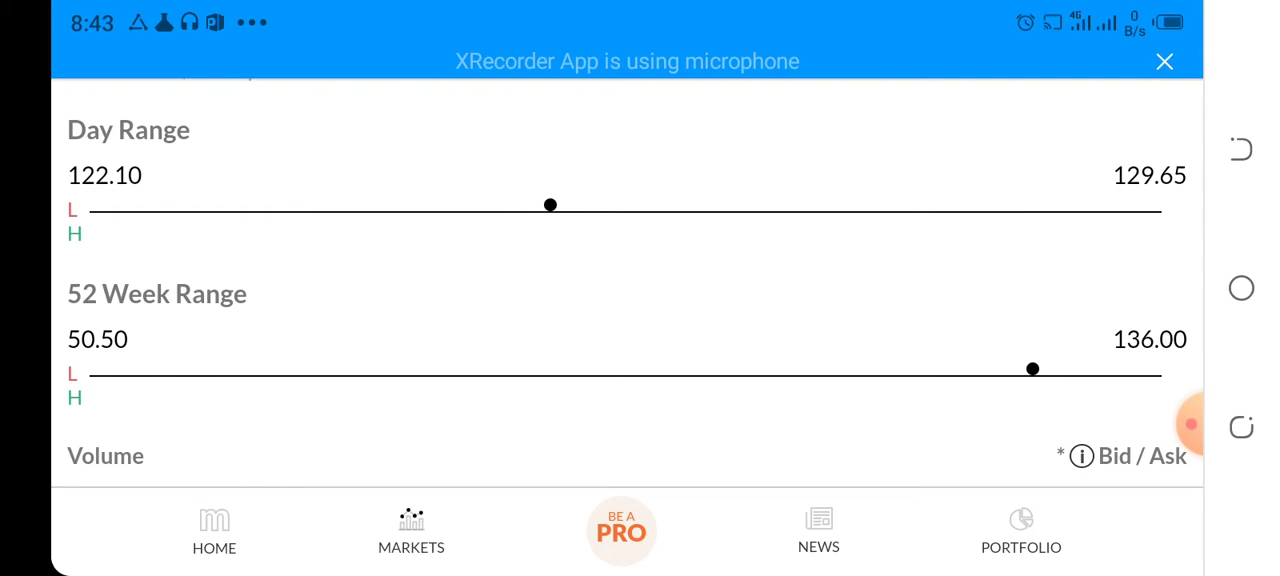 8:43
4G
0
B/s
XRecorder App is using microphone
Day Range
122.10 129.65
L
H
52 Week Range
50.50 136.00
L
H
Volume * i Bid / Ask
BE A
PRO
HOME MARKETS NEWS PORTFOLIO